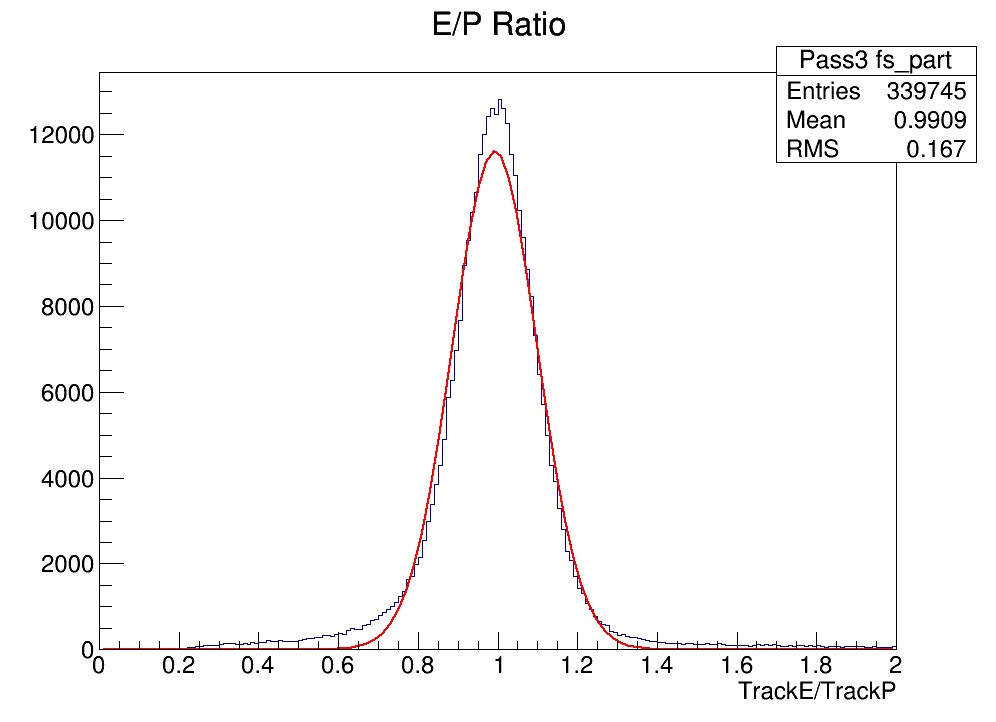 E/P Ratio
Pass3 fs_part
Entries 339745
Mean 0.9909
RMS 0.167
12000
10000
8000
6000
4000
2000
0
0 0.2 0.4 0.6 0.8 1 1.2 1.4 1.6 1.8 2
TrackE/TrackP